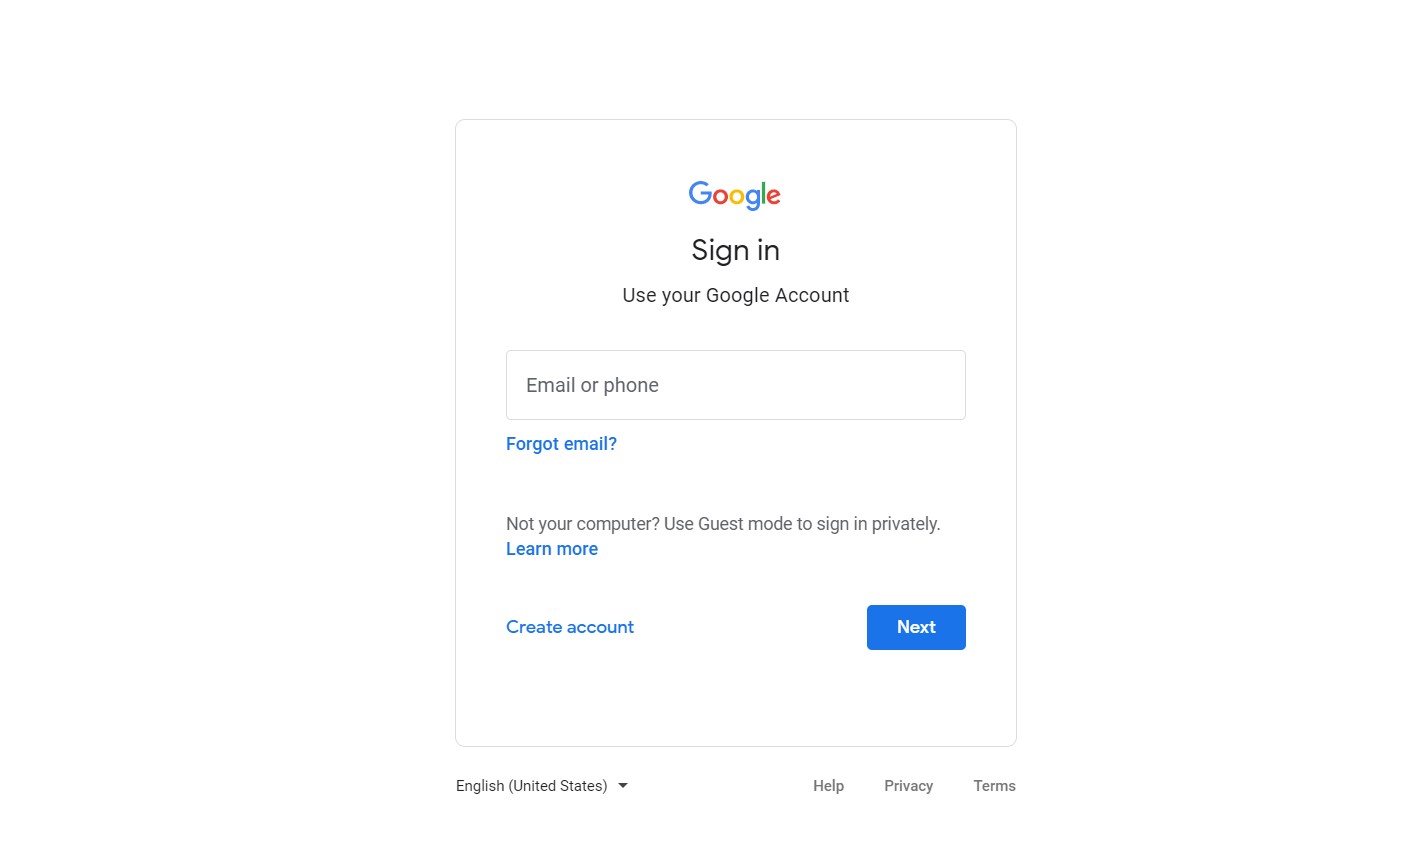 Google
Sign in
Use your Google Account
Email or phone
Forgot email?
Not your computer? Use Guest mode to sign in privately.
Learn more
Create account
Next
English (United States)
Help
Privacy
Terms